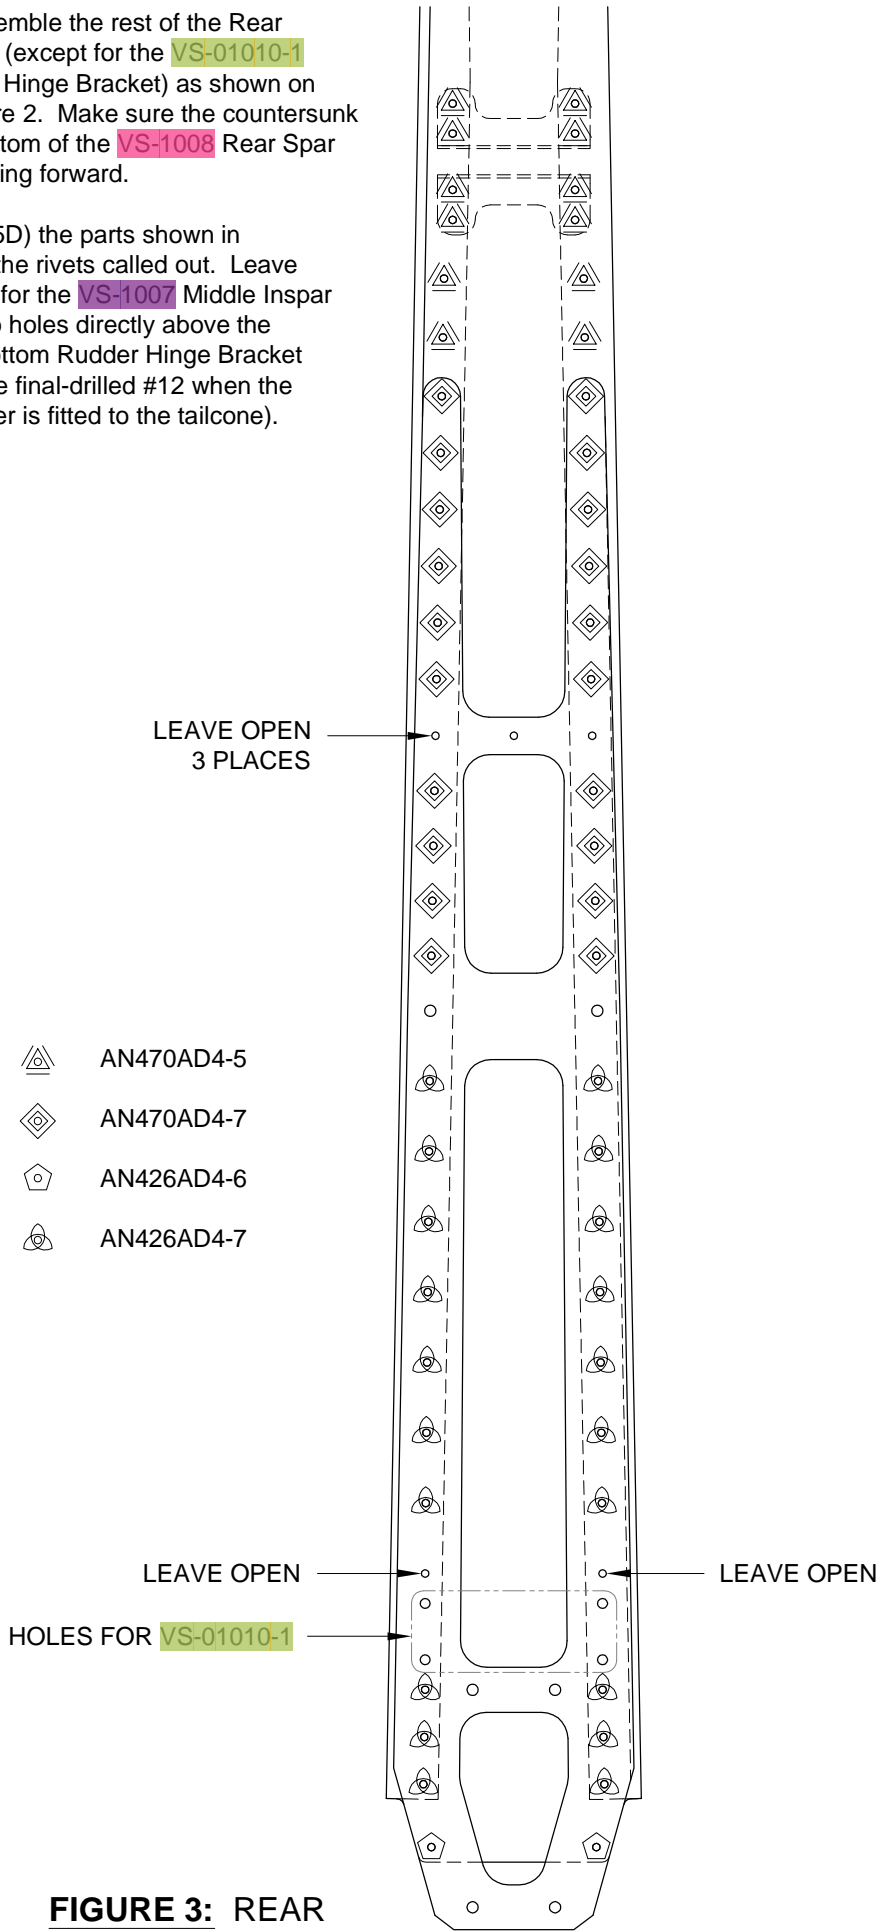 emble the rest of the Rear
(except for the VS-01010-1
Hinge Bracket) as shown on
re 2. Make sure the countersunk
ttom of the VS-1008 Rear Spar
ing forward.
5D) the parts shown in
the rivets called out. Leave
for the VS-1007 Middle Inspar
o holes directly above the
ottom Rudder Hinge Bracket
e final-drilled #12 when the
er is fitted to the tailcone).
LEAVE OPEN
3 PLACES
AN470AD4-5
AN470AD4-7
AN426AD4-6
AN426AD4-7
LEAVE OPEN
LEAVE OPEN
HOLES FOR VS-01010-1
FIGURE 3: REAR